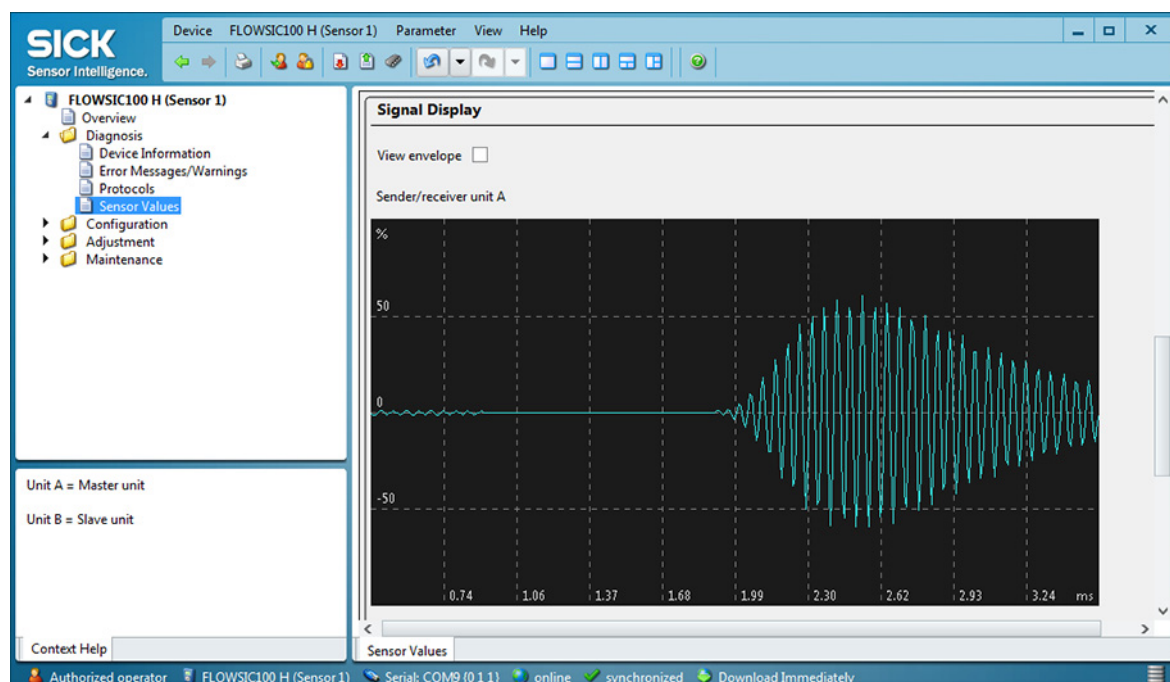 SICK
Sensor Intelligence.
Device FLOWSIC100 H (Sensor 1) Parameter View Help
FLOWSIC100 H (Sensor 1)
Overview
Diagnosis
Device Information
Error Messages/Warnings
Protocols
Sensor Values
Configuration
Adjustment
Maintenance
Unit A = Master unit
Unit B = Slave unit
Context Help
Signal Display
View envelope
Sender/receiver unit A
%
50
0
-50
0.74 1.06 1.37 1.68 1.99 2.30 2.62 2.93 3.24 ms
Sensor Values
Authorized operator FLOWSIC100 H (Sensor 1) Serial: COM9 online synchronized Download Immediately